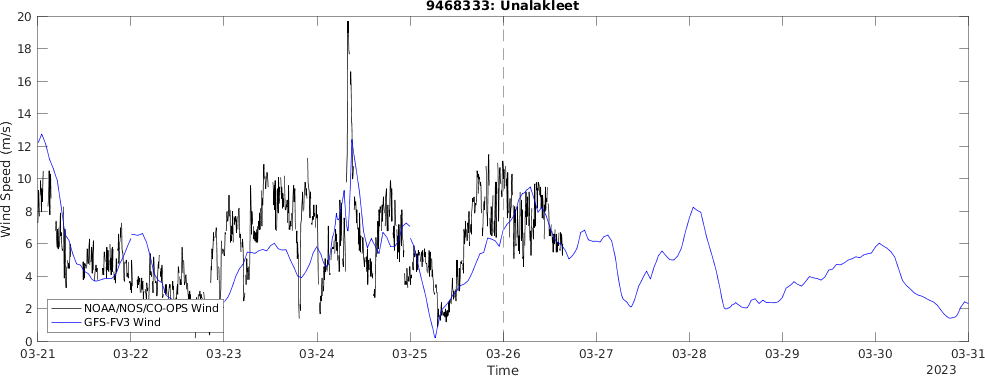 9468333: Unalakleet
Wind Speed (m/s)
20
18
16
14
12
10
8
6
4
2
0
NOAA/NOS/CO-OPS Wind
GFS-FV3 Wind
03-21 03-22 03-23 03-24 03-25 03-26 03-27 03-28 03-29 03-30 03-31
Time
2023